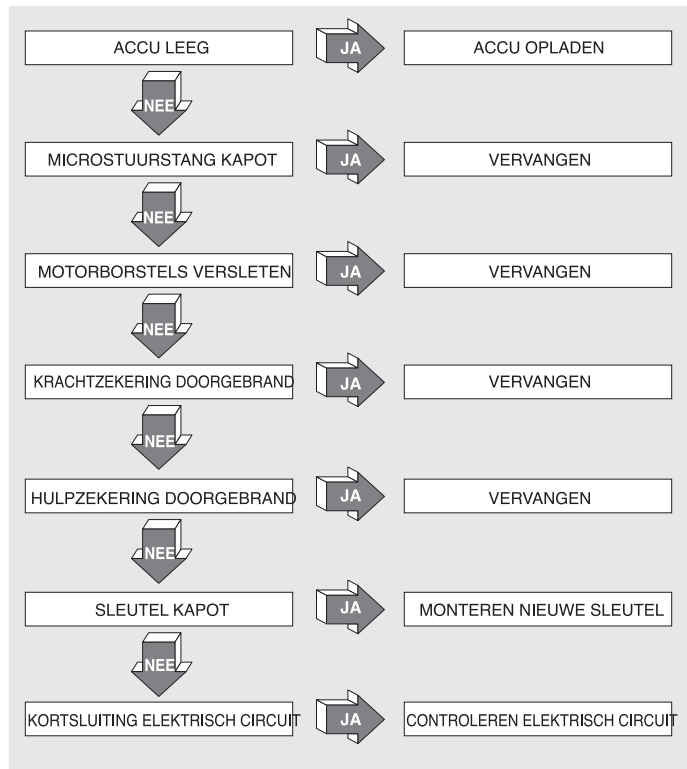 ACCU LEEG
JA
ACCU OPLADEN
NEE
MICROSTUURSTANG KAPOT
JA
VERVANGEN
NEE
MOTORBORSTELS VERSLETEN
JA
VERVANGEN
NEE
KRACHTZEKERING DOORGEBRAND
JA
VERVANGEN
NEE
HULPZEKERING DOORGEBRAND
JA
VERVANGEN
NEE
SLEUTEL KAPOT
JA
MONTEREN NIEUWE SLEUTEL
NEE
KORTSLUITING ELEKTRISCH CIRCUIT
JA
CONTROLEREN ELEKTRISCH CIRCUIT